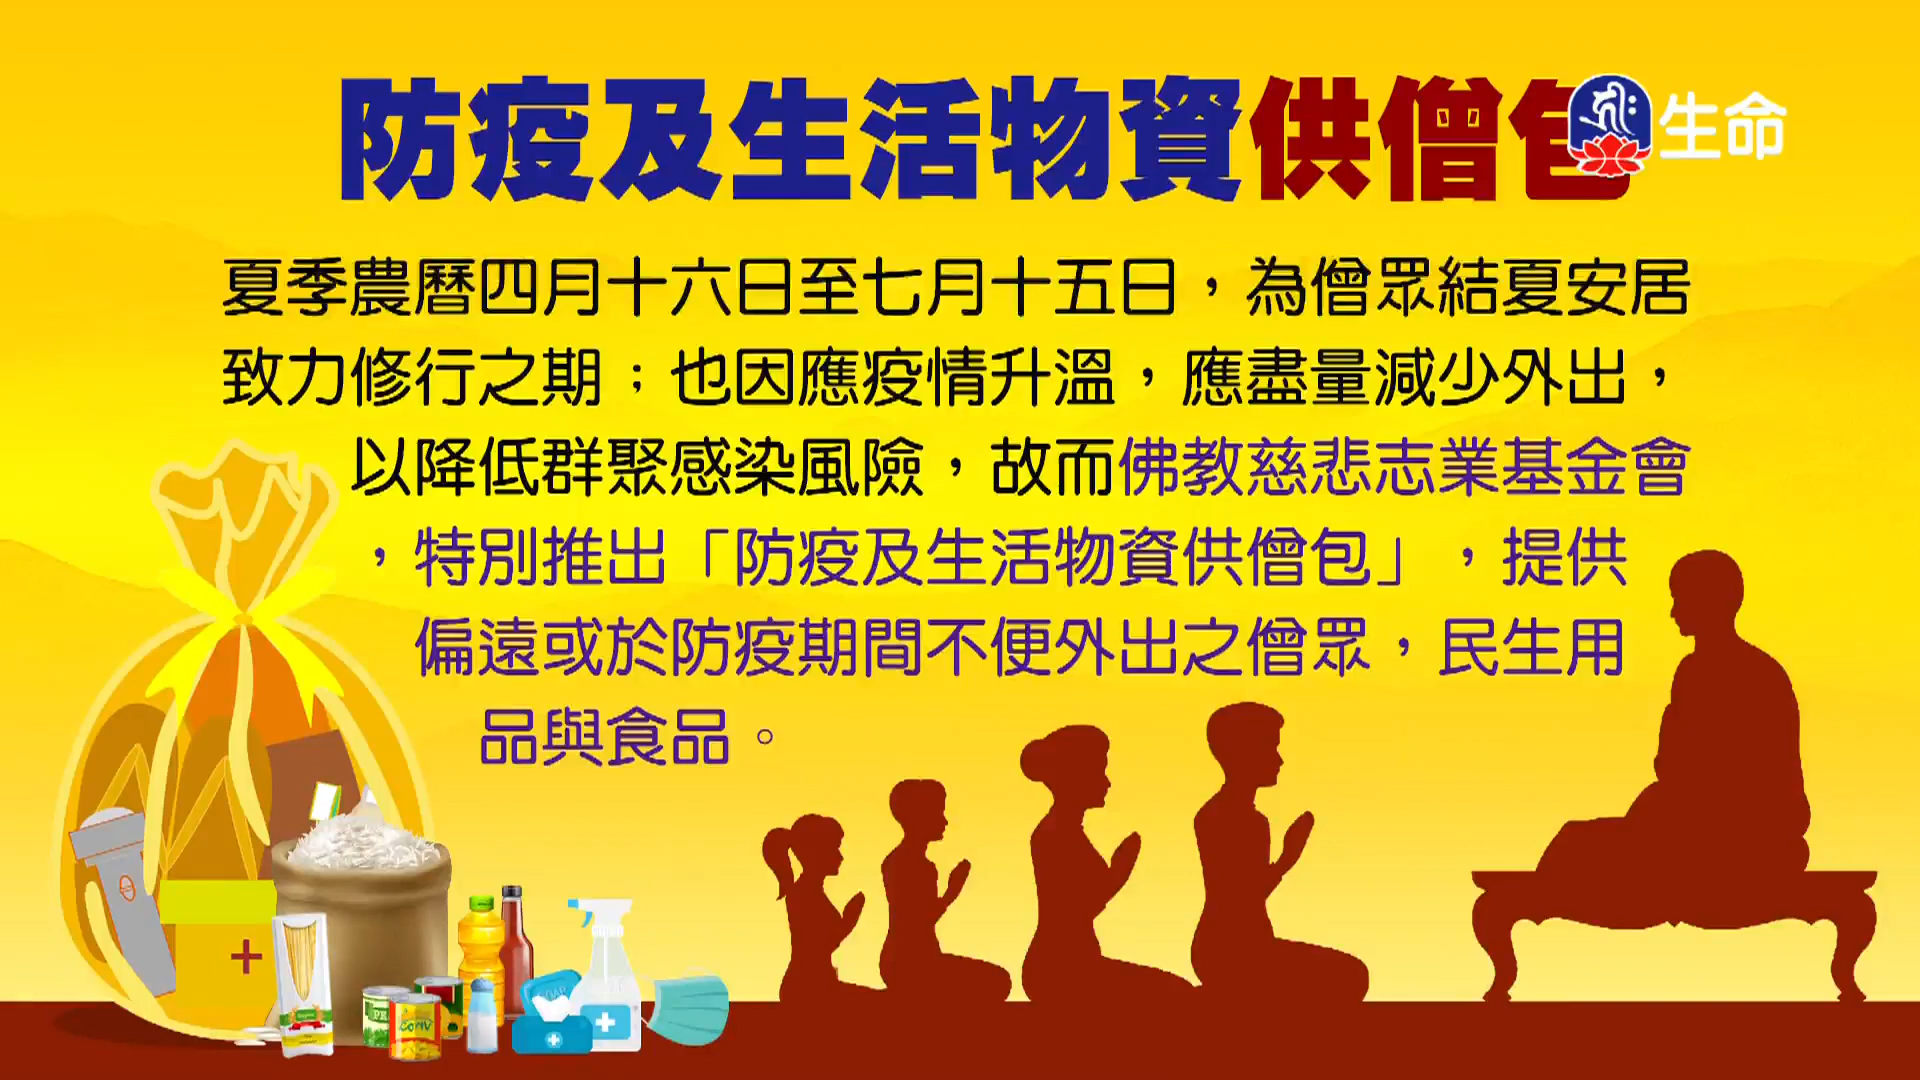 防疫及生活物資供僧包
生命
夏季農曆四月十六日至七月十五日，為僧眾結夏安居
致力修行之期；也因應疫情升溫，應盡量減少外出，
以降低群聚感染風險，故而佛教慈悲志業基金會
，特別推出「防疫及生活物資供僧包」，提供
偏遠或於防疫期間不便外出之僧眾，民生用
品與食品。
SOAP
CORN